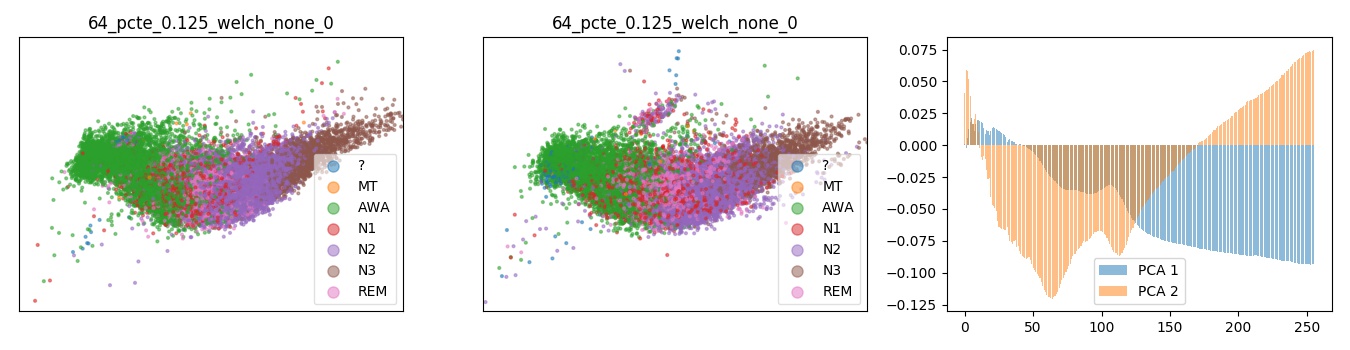 64_pcte_0.125_welch_none_0
?
MT
AWA
N1
N2
N3
REM
64_pcte_0.125_welch_none_0
?
MT
AWA
N1
N2
N3
REM
0.075
0.050
0.025
0.000
−0.025
−0.050
−0.075
−0.100
−0.125
PCA 1
PCA 2
0 50 100 150 200 250